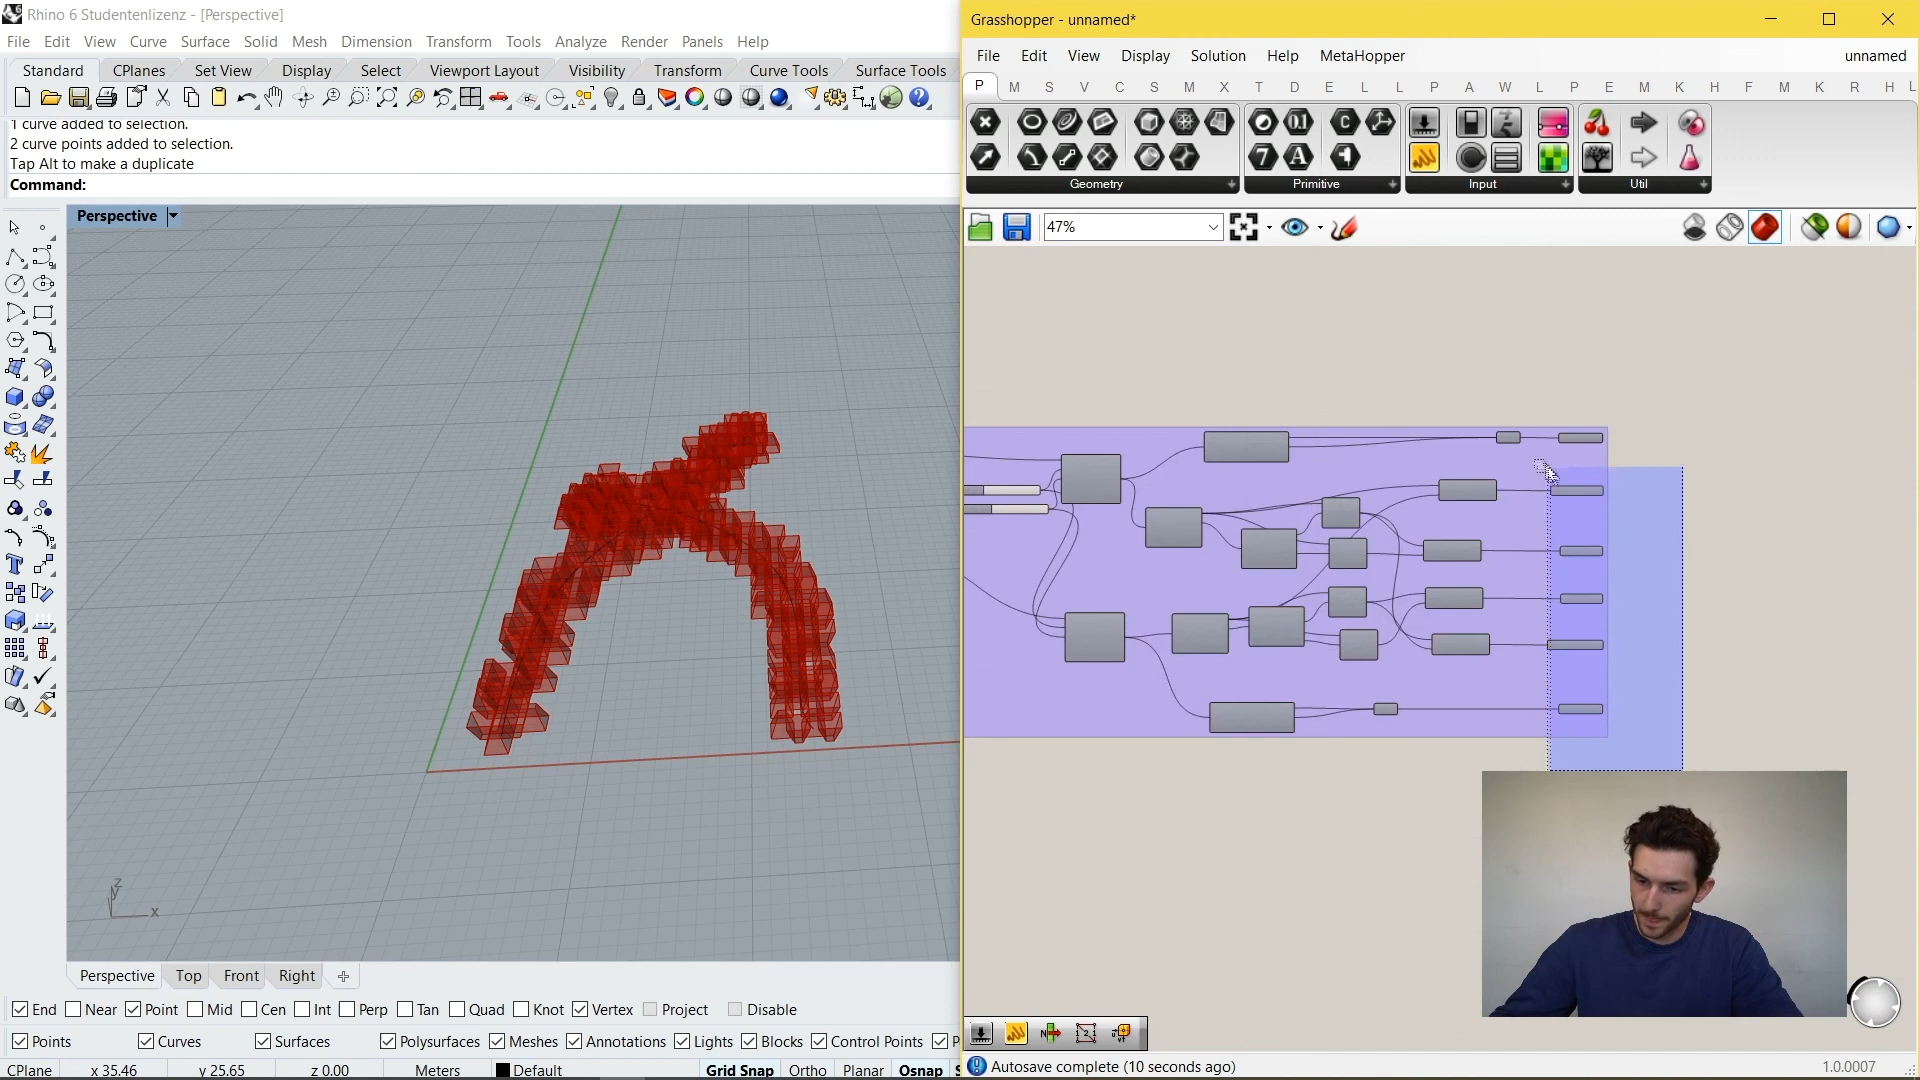 Rhino 6 Studentenlizenz - [Perspective]
File Edit View Curve Surface Solid Mesh Dimension Transform Tools Analyze Render Panels Help
Standard CPlanes Set View Display Select Viewport Layout Visibility Transform Curve Tools Surface Tools
1 curve added to selection.
2 curve points added to selection.
Tap Alt to make a duplicate
Command:
Perspective
z
y
x
Perspective Top Front Right
End Near Point Mid Cen Int Perp Tan Quad Knot Vertex Project Disable
Points Curves Surfaces Polysurfaces Meshes Annotations Lights Blocks Control Points P
CPlane x 35.46 y 25.65 z 0.00 Meters Default Grid Snap Ortho Planar Osnap S
Grasshopper - unnamed*
File Edit View Display Solution Help MetaHopper unnamed
P M S V C S M X T D E L L P A W L P E M K H F M K R H L
Geometry Primitive Input Util
47%
Autosave complete (10 seconds ago) 1.0.0007